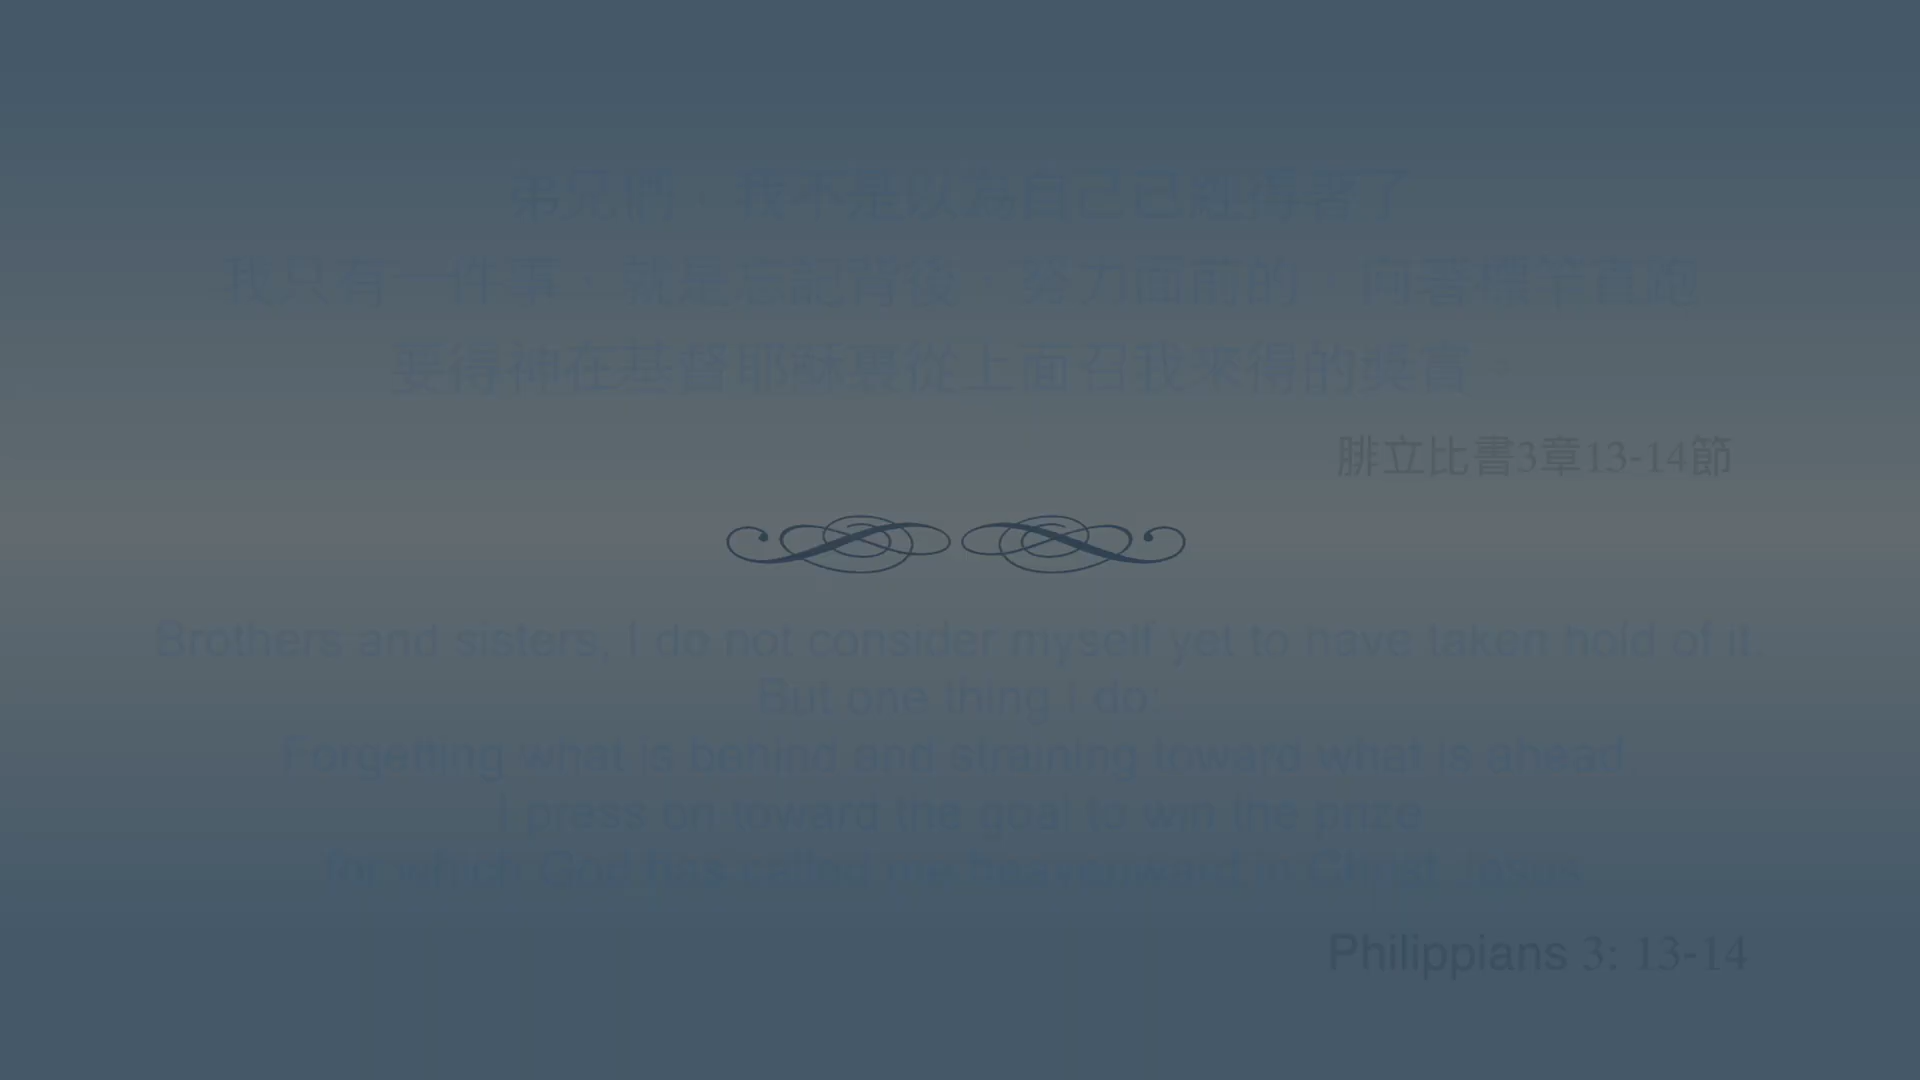 弟兄們，我不是以為自己已經得著了
我只有一件事，就是忘記背後，努力面前的，向著標竿直跑
要得神在基督耶穌裏從上面召我來得的獎賞。
腓立比書3章13-14節
Brothers and sisters, I do not consider myself yet to have taken hold of it.
But one thing I do:
Forgetting what is behind and straining toward what is ahead,
I press on toward the goal to win the prize
for which God has called me heavenward in Christ Jesus.
Philippians 3: 13-14